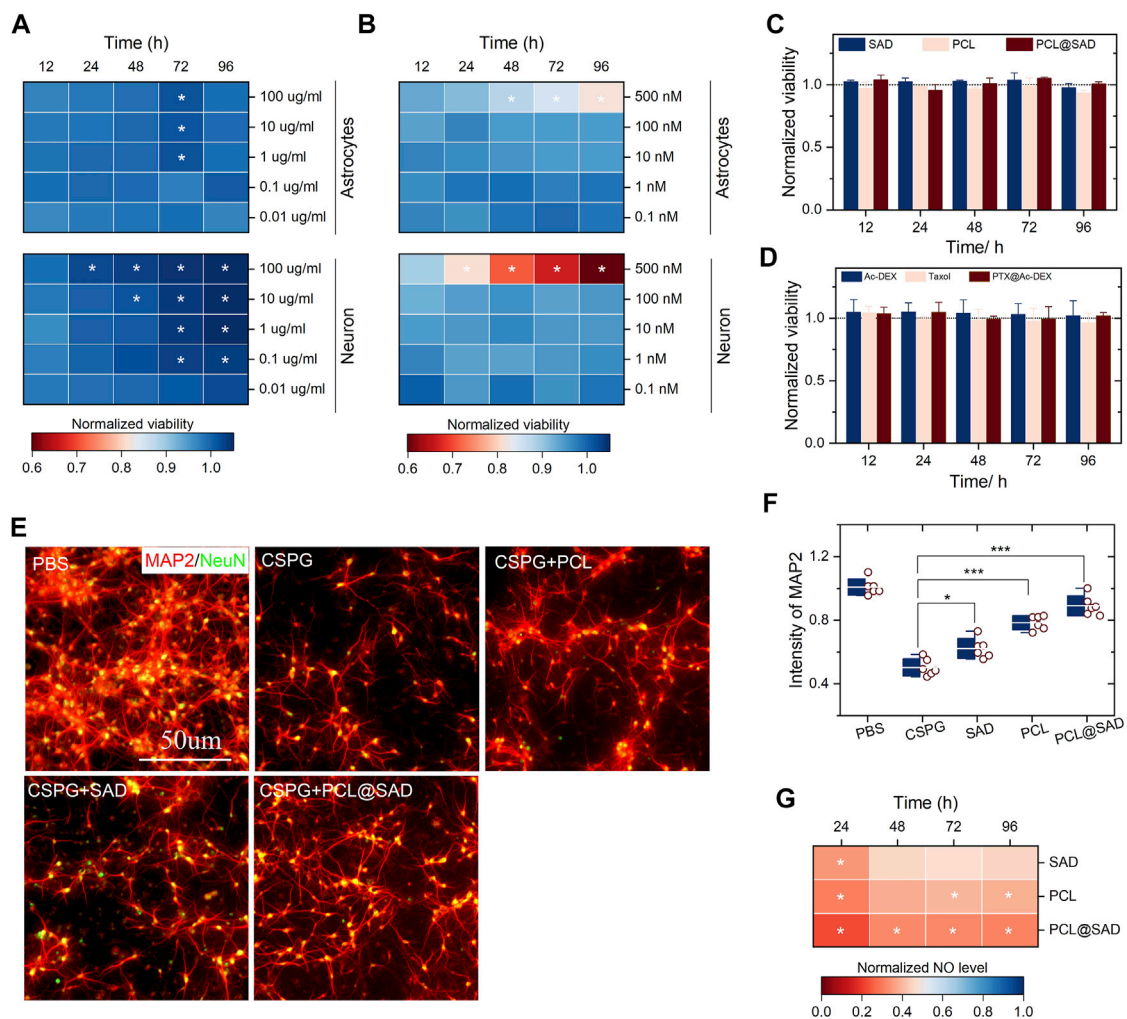 A
Time (h)
12 24 48 72 96
* 100 ug/ml
* 10 ug/ml
* 1 ug/ml
0.1 ug/ml
0.01 ug/ml
Astrocytes
* * * * 100 ug/ml
* * * 10 ug/ml
* * 1 ug/ml
* * 0.1 ug/ml
0.01 ug/ml
Neuron
Normalized viability
0.6 0.7 0.8 0.9 1.0
B
Time (h)
12 24 48 72 96
* * * 500 nM
100 nM
10 nM
1 nM
0.1 nM
Astrocytes
* * * * 500 nM
100 nM
10 nM
1 nM
0.1 nM
Neuron
Normalized viability
0.6 0.7 0.8 0.9 1.0
C
SAD PCL PCL@SAD
Normalized viability
1.0
0.5
0.0
12 24 48 72 96
Time/ h
D
Ac-DEX Taxol PTX@Ac-DEX
Normalized viability
1.0
0.5
0.0
12 24 48 72 96
Time/ h
E
PBS MAP2/NeuN
50um
CSPG
CSPG+PCL
CSPG+SAD
CSPG+PCL@SAD
F
Intensity of MAP2
1.2
0.8
0.4
***
***
*
PBS CSPG SAD PCL PCL@SAD
G
Time (h)
24 48 72 96
* SAD
* * * PCL
* * * * PCL@SAD
Normalized NO level
0.0 0.2 0.4 0.6 0.8 1.0